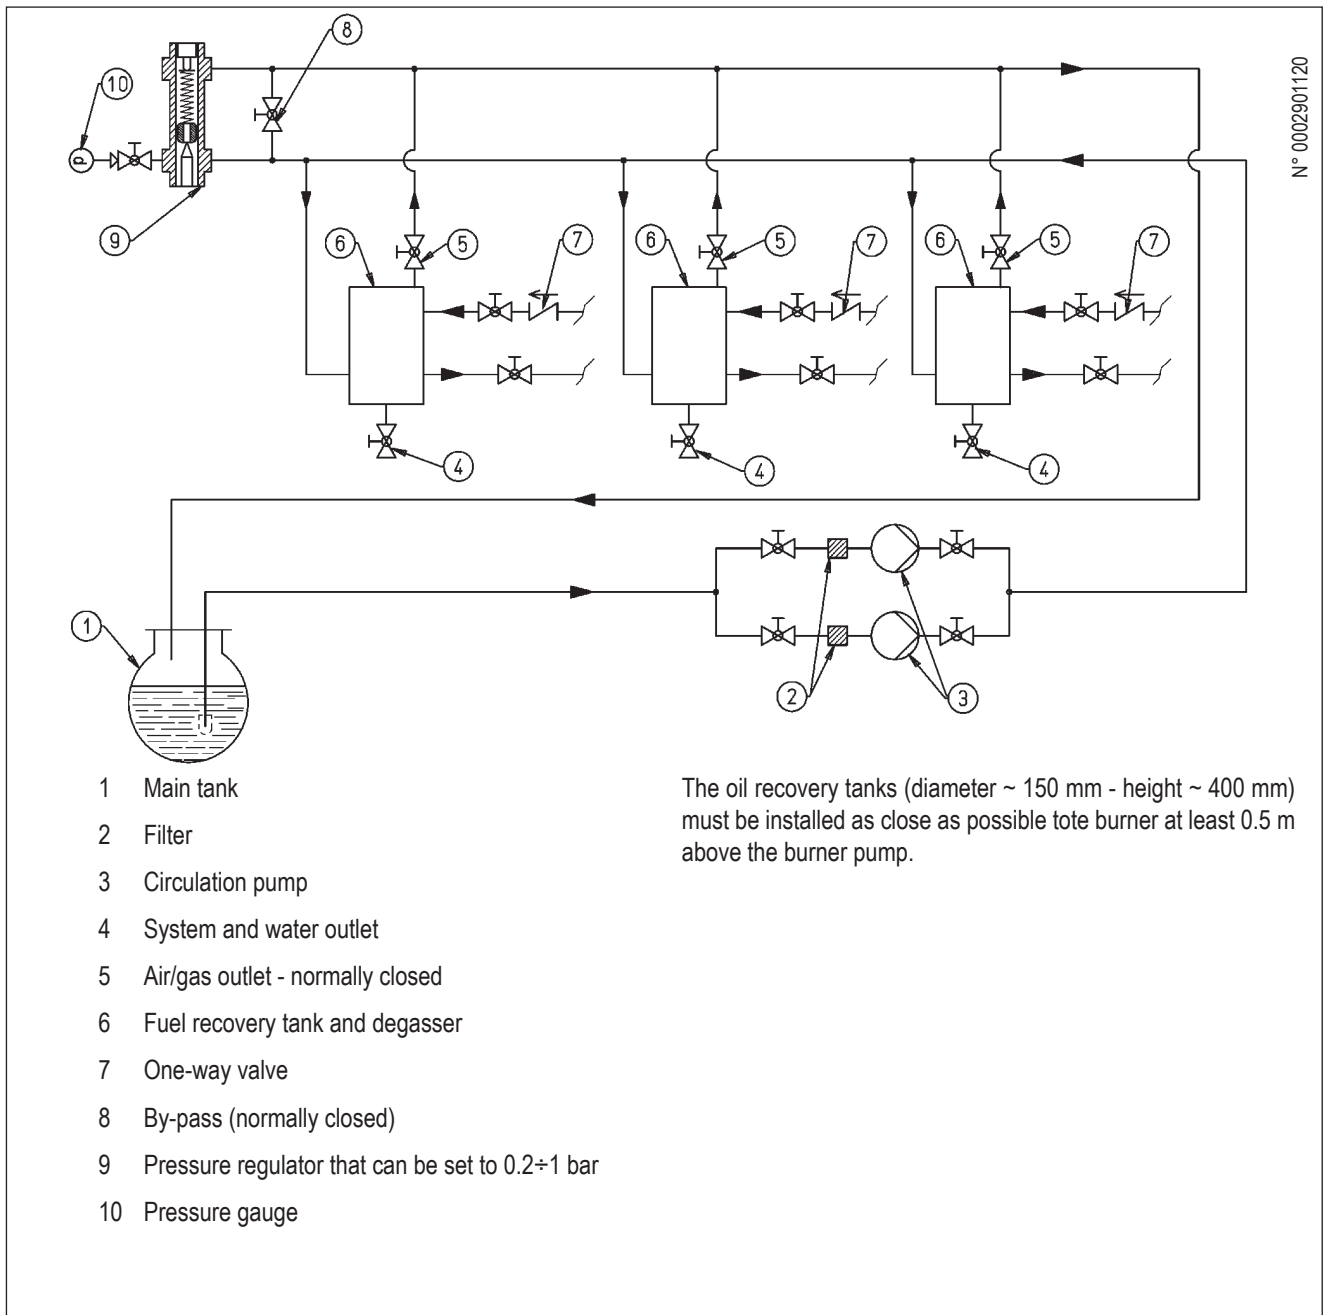 8
10
N° 0002901120
p
9
6
5
7
6
5
7
6
5
7
4
4
4
1
2
3
1 Main tank
2 Filter
3 Circulation pump
4 System and water outlet
5 Air/gas outlet - normally closed
6 Fuel recovery tank and degasser
7 One-way valve
8 By-pass (normally closed)
9 Pressure regulator that can be set to 0.2÷1 bar
10 Pressure gauge
The oil recovery tanks (diameter ~ 150 mm - height ~ 400 mm)
must be installed as close as possible tote burner at least 0.5 m
above the burner pump.